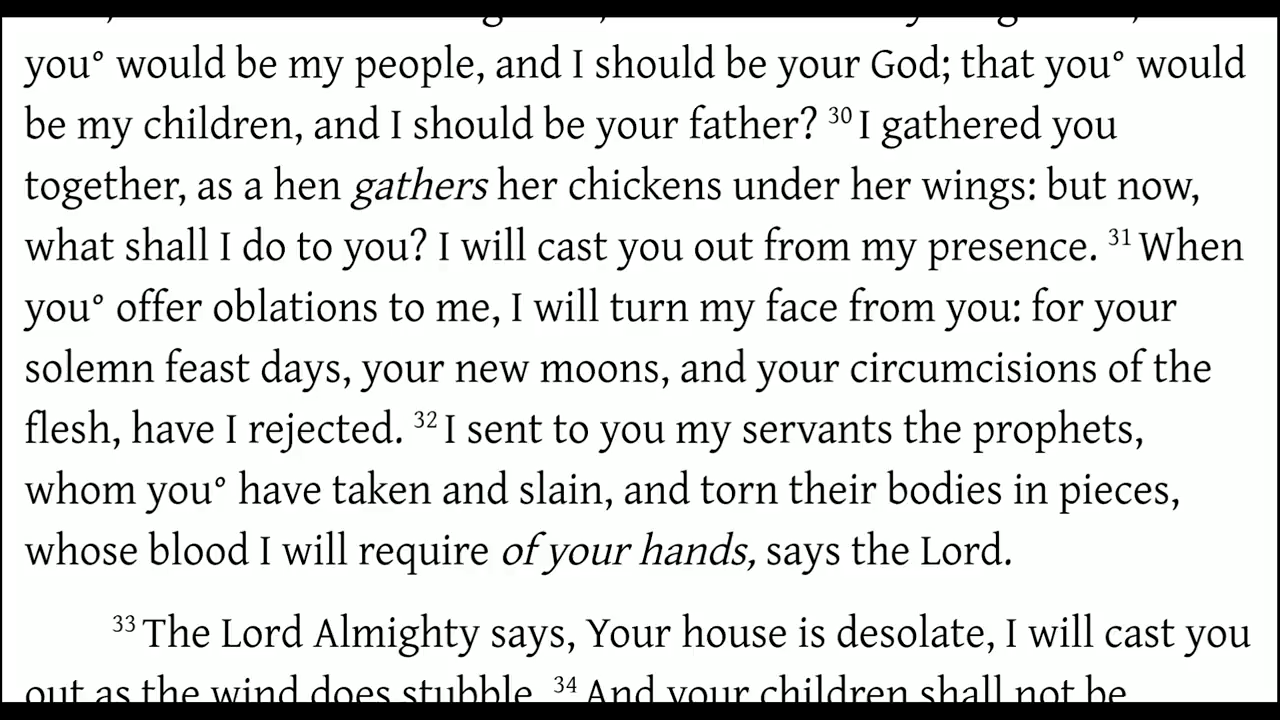 you° would be my people, and I should be your God; that you° would
be my children, and I should be your father? 30 I gathered you
together, as a hen gathers her chickens under her wings: but now,
what shall I do to you? I will cast you out from my presence. 31 When
you° offer oblations to me, I will turn my face from you: for your
solemn feast days, your new moons, and your circumcisions of the
flesh, have I rejected. 32 I sent to you my servants the prophets,
whom you° have taken and slain, and torn their bodies in pieces,
whose blood I will require of your hands, says the Lord.
33 The Lord Almighty says, Your house is desolate, I will cast you
out as the wind does stubble. 34 And your children shall not be